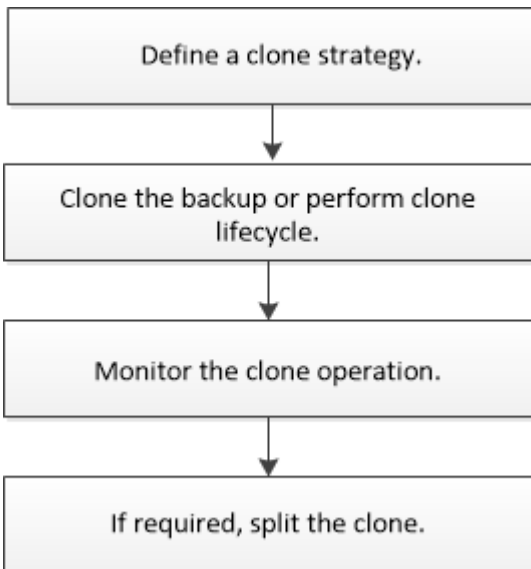 Define a clone strategy.
Clone the backup or perform clone
lifecycle.
Monitor the clone operation.
If required, split the clone.